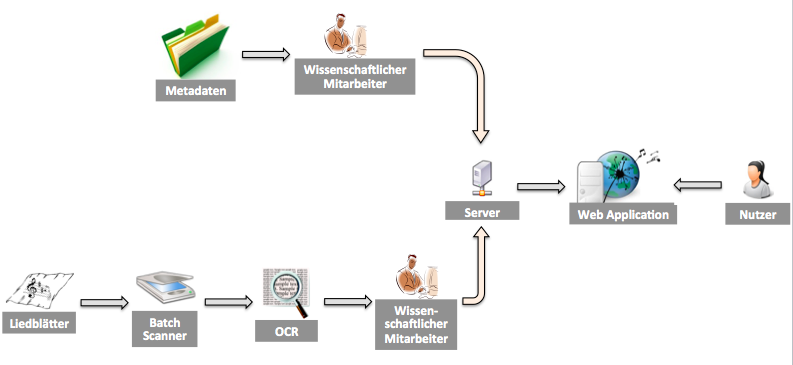 Metadaten
Wissenschaftlicher
Mitarbeiter
Server
Web Application
Nutzer
Liedblätter
Batch
Scanner
OCR
Wissen-
schaftlicher
Mitarbeiter